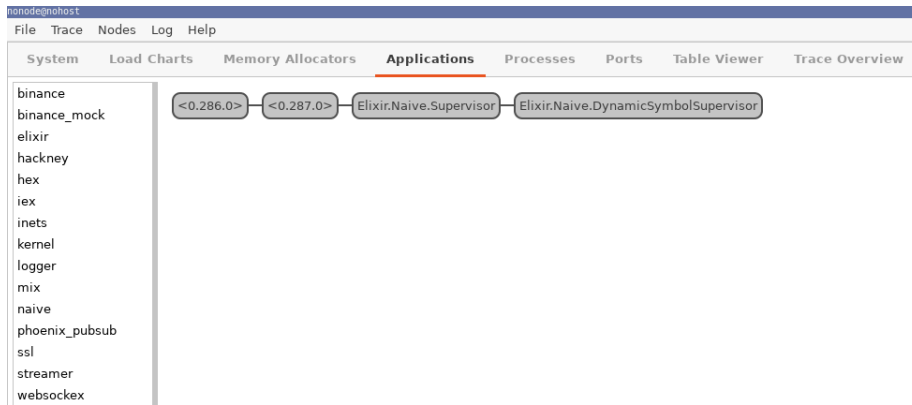 nonode@nohost
File Trace Nodes Log Help
System Load Charts Memory Allocators Applications Processes Ports Table Viewer Trace Overview
binance
binance_mock
elixir
hackney
hex
iex
inets
kernel
logger
mix
naive
phoenix_pubsub
ssl
streamer
websockex
<0.286.0> <0.287.0> Elixir.Naive.Supervisor Elixir.Naive.DynamicSymbolSupervisor